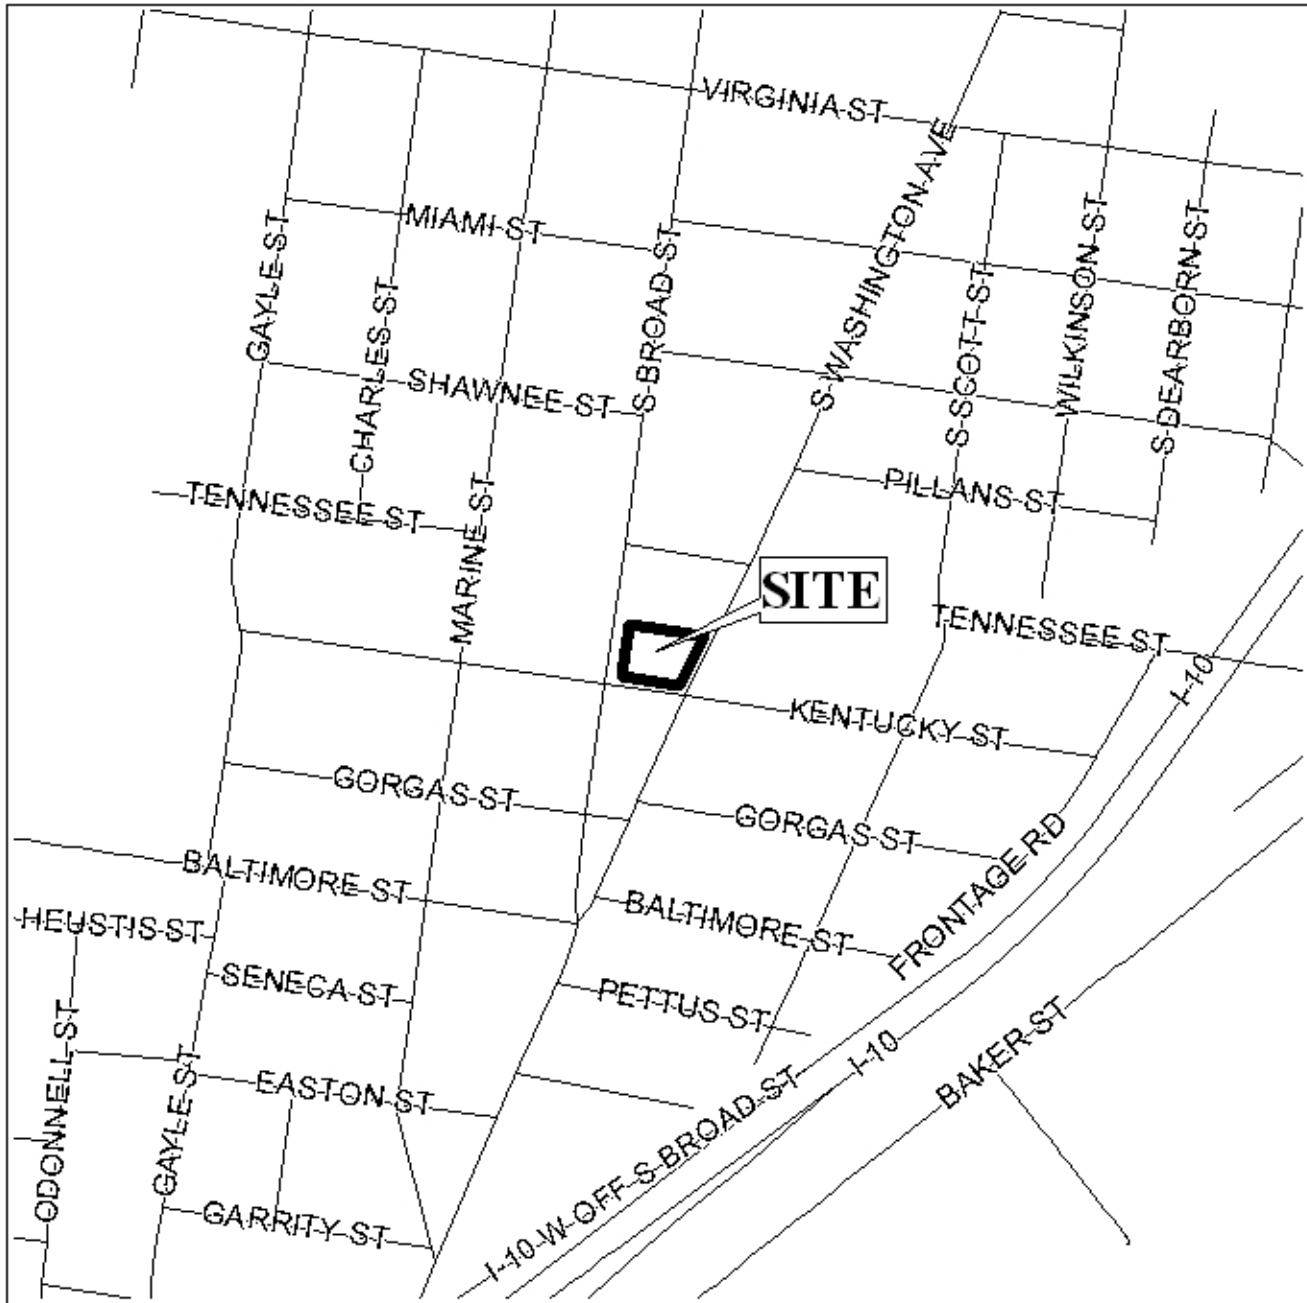 VIRGINIA ST
S WASHINGTON AVE
MIAMI ST
GAYLE ST
S BROAD ST
WILKINSON ST
S DEARBORN ST
CHARLES ST
S SCOTT ST
SHAWNEE ST
PILLANS ST
TENNESSEE ST
MARINE ST
SITE
TENNESSEE ST
I-10
KENTUCKY ST
GORGAS ST
GORGAS ST
FRONTAGE RD
BALTIMORE ST
BALTIMORE ST
HEUSTIS ST
SENECA ST
PETTUS ST
ODONNELL ST
I-10
BAKER ST
GAYLE ST
EASTON ST
I-10 W OFF S BROAD ST
GARRITY ST